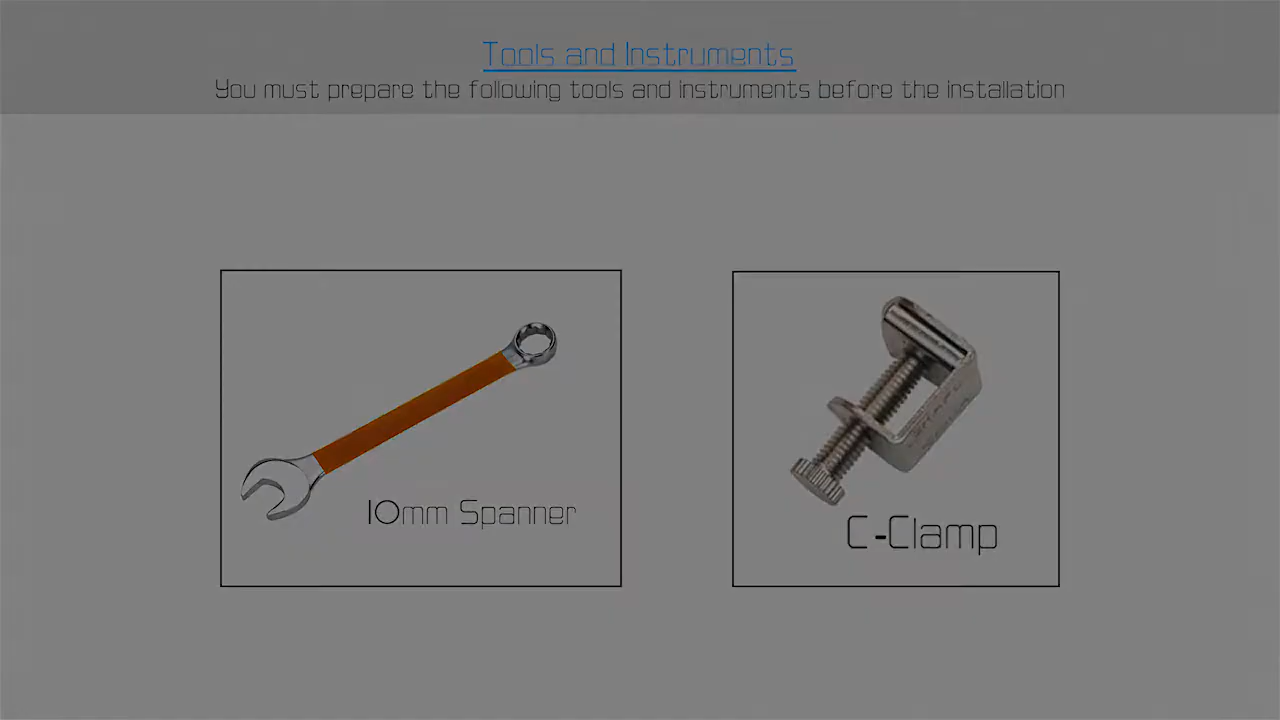 Tools and Instruments
You must prepare the following tools and instruments before the installation
10mm Spanner
C-Clamp